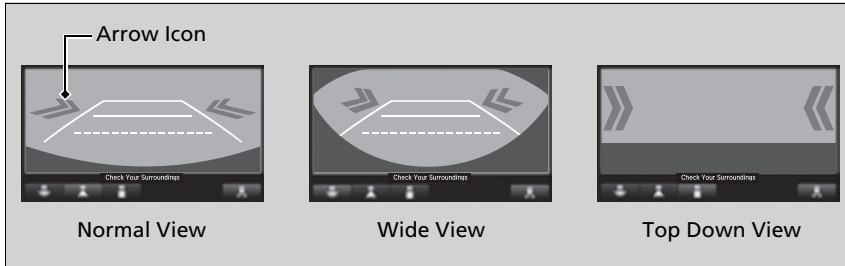 Arrow Icon
Check Your Surroundings
Check Your Surroundings
Check Your Surroundings
Normal View
Wide View
Top Down View